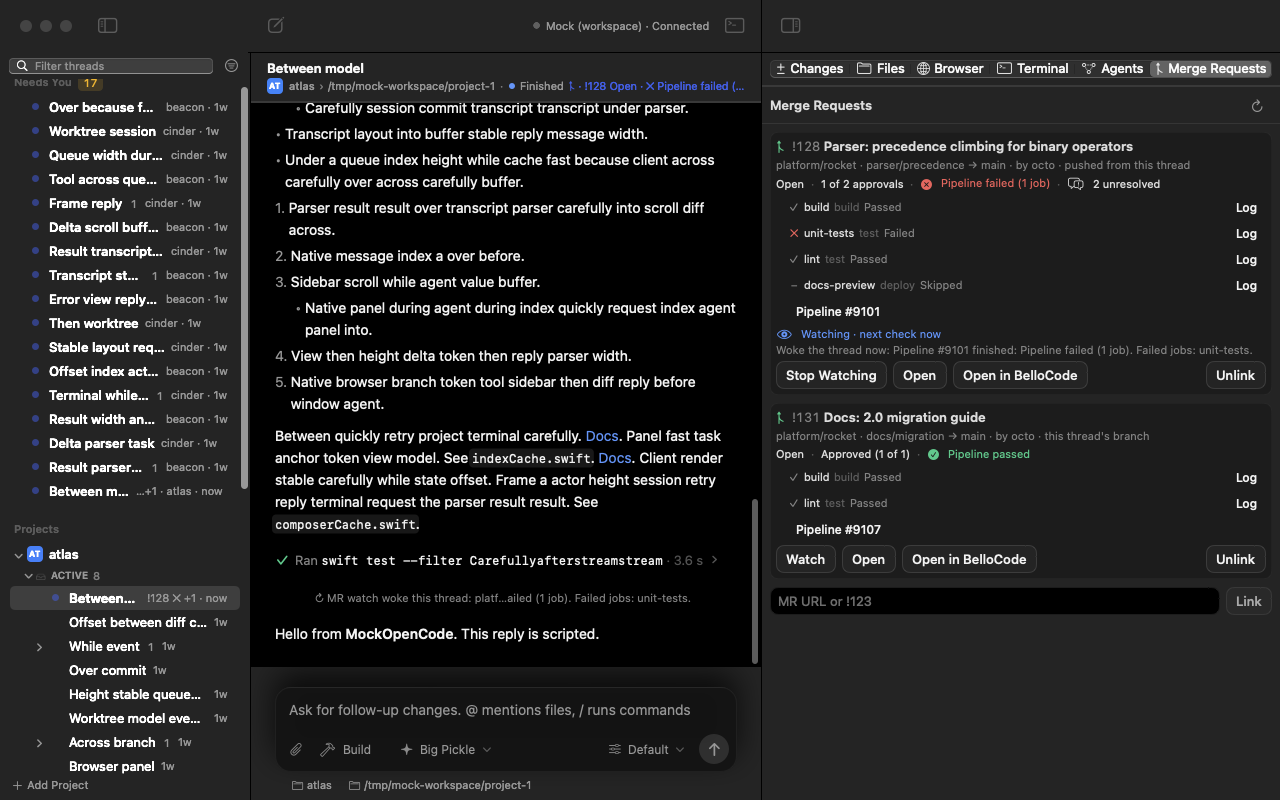 Mock (workspace) · Connected
Filter threads
Needs You 17
Over because f... beacon · 1w
Worktree session cinder · 1w
Queue width dur... cinder · 1w
Tool across que... beacon · 1w
Frame reply 1 cinder · 1w
Delta scroll buff... beacon · 1w
Result transcript... cinder · 1w
Transcript st... 1 beacon · 1w
Error view reply... beacon · 1w
Then worktree cinder · 1w
Stable layout req... cinder · 1w
Offset index act... beacon · 1w
Terminal while... 1 cinder · 1w
Result width an... beacon · 1w
Delta parser task cinder · 1w
Result parser... 1 beacon · 1w
Between m... ...+1 · atlas · now
Projects
AT atlas
ACTIVE 8
Between... !128 ✕ +1 · now
Offset between diff c... 1w
While event 1 1w
Over commit 1w
Height stable queue... 1w
Worktree model eve... 1w
Across branch 1 1w
Browser panel 1w
+ Add Project
Between model
AT atlas › /tmp/mock-workspace/project-1 · Finished · !128 Open · ✕ Pipeline failed (...
• Carefully session commit transcript transcript under parser.
• Transcript layout into buffer stable reply message width.
• Under a queue index height while cache fast because client across
carefully over across carefully buffer.
1. Parser result result over transcript parser carefully into scroll diff
across.
2. Native message index a over before.
3. Sidebar scroll while agent value buffer.
• Native panel during agent during index quickly request index agent
panel into.
4. View then height delta token then reply parser width.
5. Native browser branch token tool sidebar then diff reply before
window agent.
Between quickly retry project terminal carefully. Docs. Panel fast task
anchor token view model. See indexCache.swift. Docs. Client render
stable carefully while state offset. Frame a actor height session retry
reply terminal request the parser result result. See
composerCache.swift.
✓ Ran swift test --filter Carefullyafterstreamstream · 3.6 s ›
MR watch woke this thread: platf...ailed (1 job). Failed jobs: unit-tests.
Hello from MockOpenCode. This reply is scripted.
Ask for follow-up changes. @ mentions files, / runs commands
Build
Big Pickle
Default
atlas /tmp/mock-workspace/project-1
Changes Files Browser Terminal Agents Merge Requests
Merge Requests
!128 Parser: precedence climbing for binary operators
platform/rocket · parser/precedence → main · by octo · pushed from this thread
Open · 1 of 2 approvals · Pipeline failed (1 job) · 2 unresolved
✓ build build Passed Log
✕ unit-tests test Failed Log
✓ lint test Passed Log
– docs-preview deploy Skipped Log
Pipeline #9101
Watching · next check now
Woke the thread now: Pipeline #9101 finished: Pipeline failed (1 job). Failed jobs: unit-tests.
Stop Watching Open Open in BelloCode Unlink
!131 Docs: 2.0 migration guide
platform/rocket · docs/migration → main · by octo · this thread's branch
Open · Approved (1 of 1) · Pipeline passed
✓ build build Passed Log
✓ lint test Passed Log
Pipeline #9107
Watch Open Open in BelloCode Unlink
MR URL or !123 Link